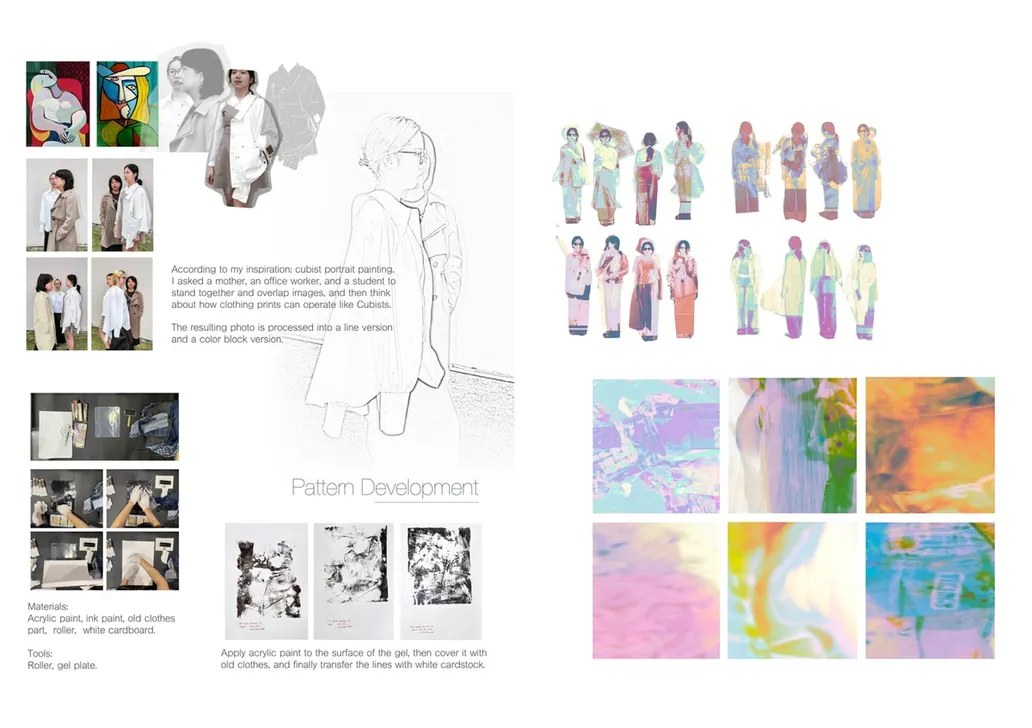 According to my inspiration: cubist portrait painting,
I asked a mother, an office worker, and a student to
stand together and overlap images, and then think
about how clothing prints can operate like Cubists.
The resulting photo is processed into a line version
and a color block version.
Pattern Development
Materials:
Acrylic paint, ink paint, old clothes
part, roller, white cardboard.
Tools:
Roller, gel plate.
Apply acrylic paint to the surface of the gel, then cover it with
old clothes, and finally transfer the lines with white cardstock.